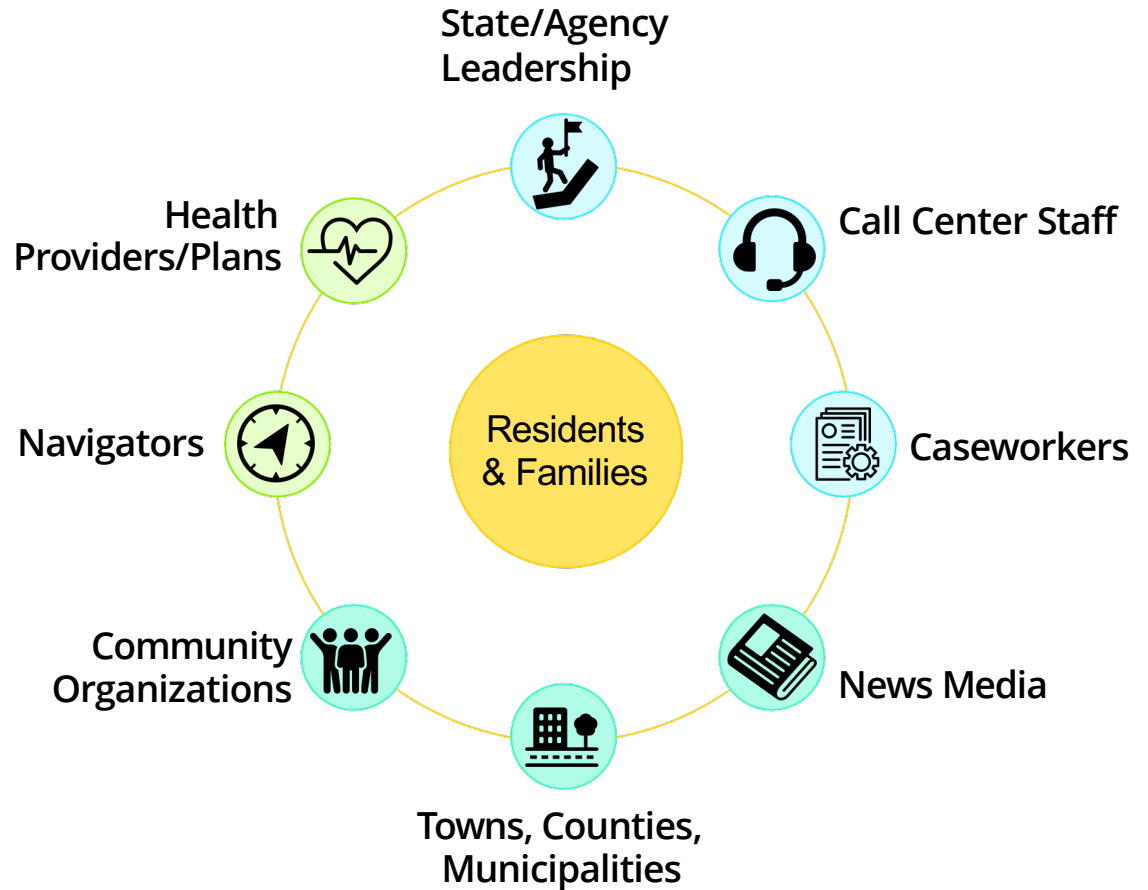 State/Agency
Leadership
Call Center Staff
Caseworkers
News Media
Towns, Counties,
Municipalities
Community
Organizations
Navigators
Health
Providers/Plans
Residents
& Families